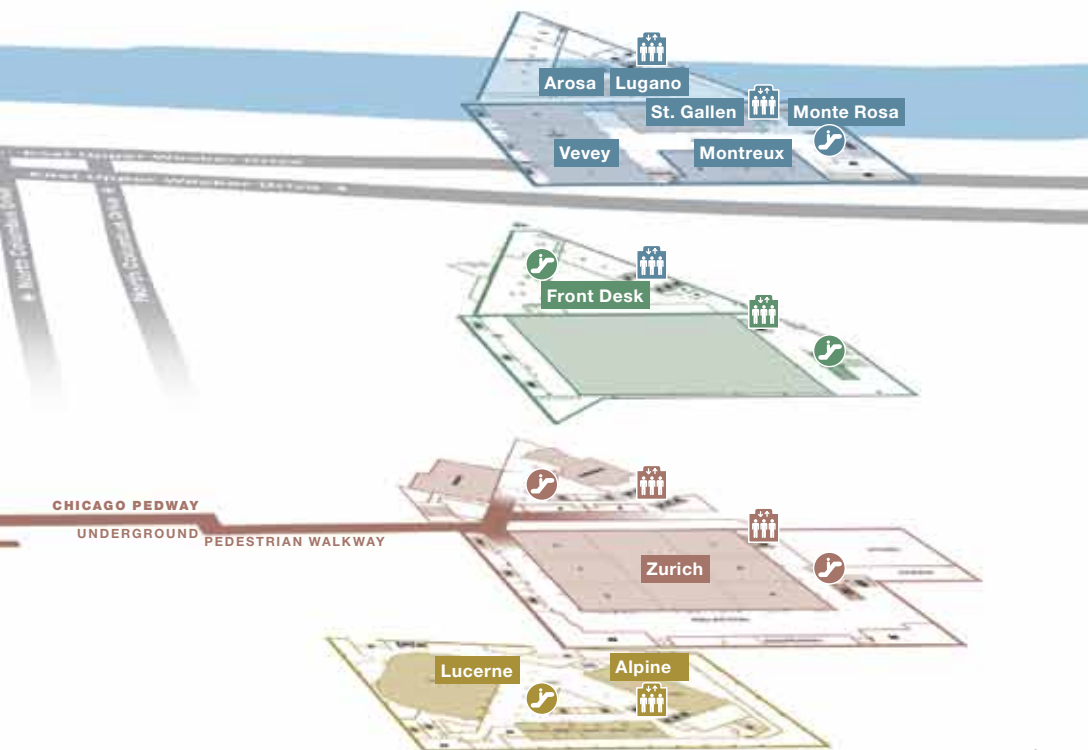 Arosa
Lugano
St. Gallen
Monte Rosa
Vevey
Montreux
Front Desk
CHICAGO PEDWAY
UNDERGROUND
PEDESTRIAN WALKWAY
Zurich
Lucerne
Alpine